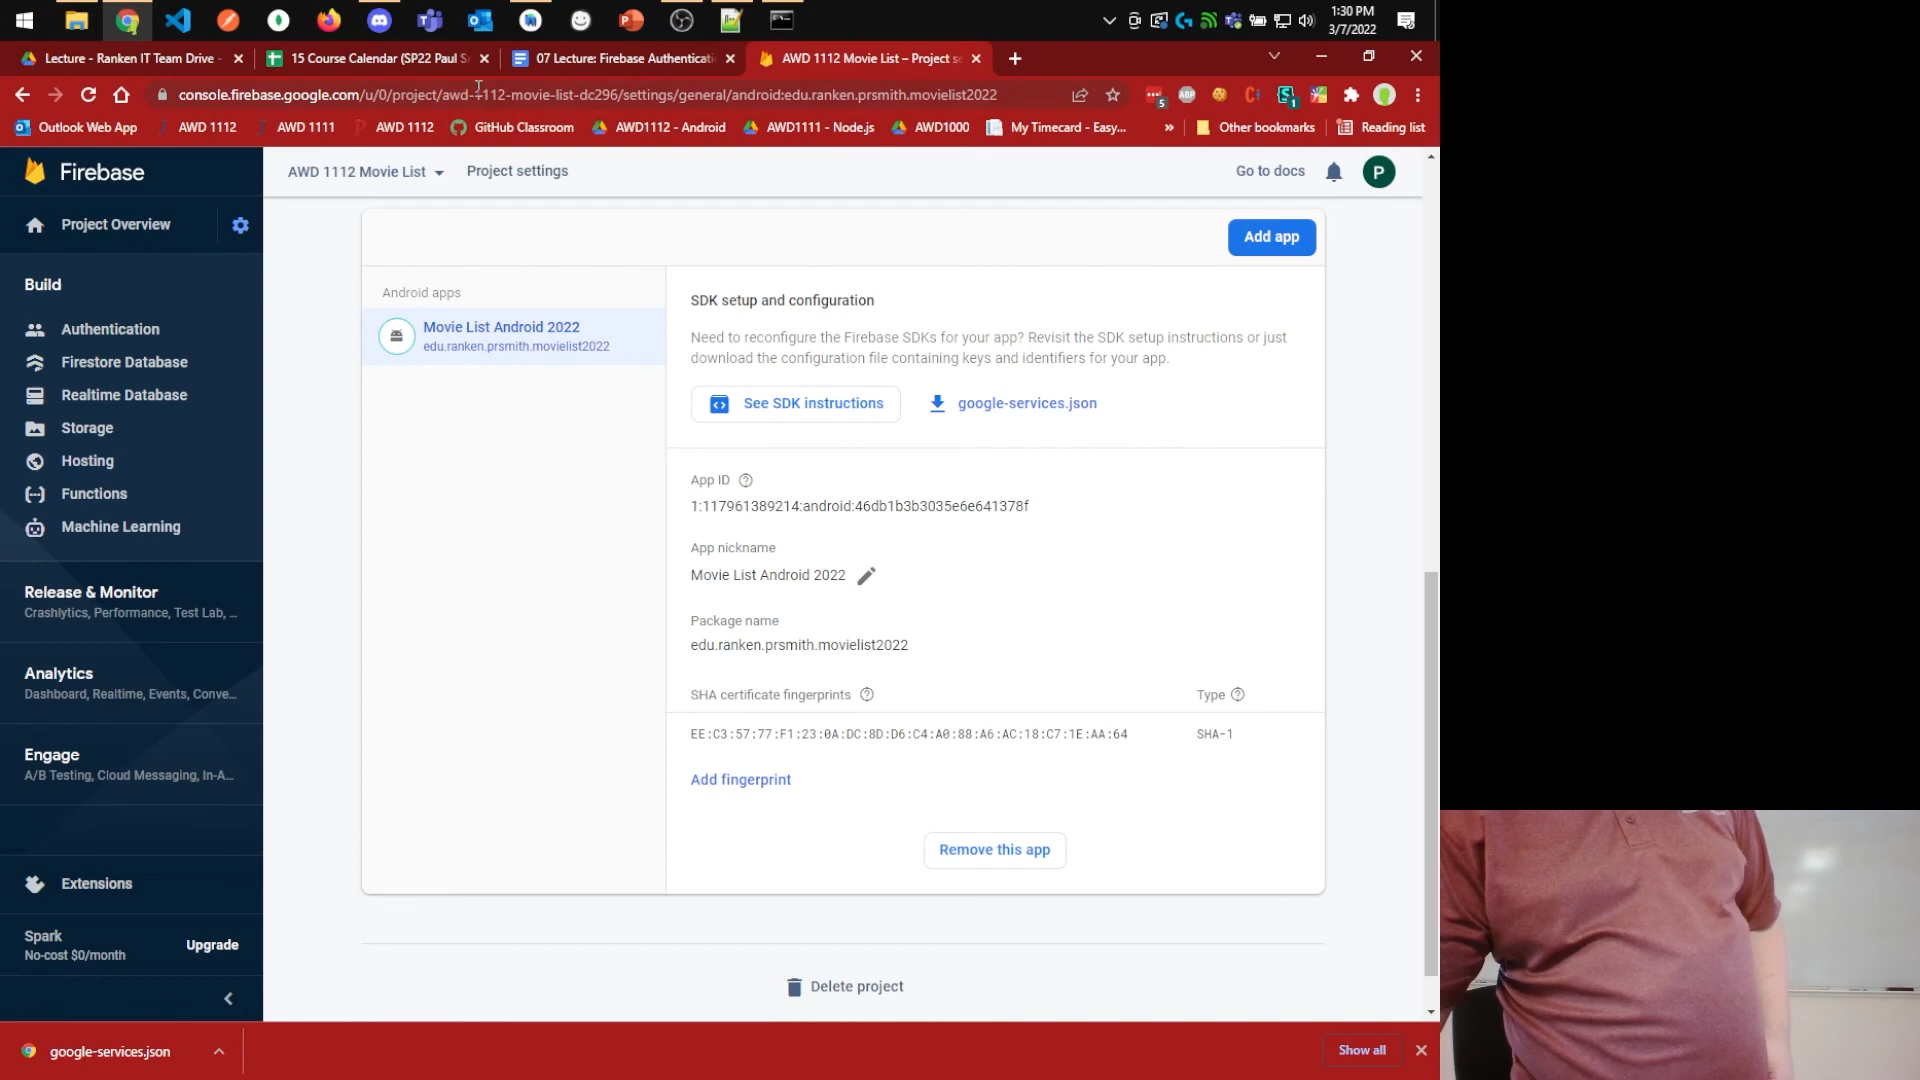 1:30 PM
3/7/2022
Lecture - Ranken IT Team Drive -
15 Course Calendar (SP22 Paul S
07 Lecture: Firebase Authenticati
AWD 1112 Movie List – Project se
console.firebase.google.com/u/0/project/awd-1112-movie-list-dc296/settings/general/android:edu.ranken.prsmith.movielist2022
5
ABP
1
Outlook Web App
AWD 1112
AWD 1111
AWD 1112
GitHub Classroom
AWD1112 - Android
AWD1111 - Node.js
AWD1000
My Timecard - Easy...
»
Other bookmarks
Reading list
Firebase
AWD 1112 Movie List
Project settings
Go to docs
P
Project Overview
Build
Authentication
Firestore Database
Realtime Database
Storage
Hosting
Functions
Machine Learning
Release & Monitor
Crashlytics, Performance, Test Lab, ...
Analytics
Dashboard, Realtime, Events, Conve...
Engage
A/B Testing, Cloud Messaging, In-A...
Extensions
Spark
No-cost $0/month
Upgrade
Add app
Android apps
Movie List Android 2022
edu.ranken.prsmith.movielist2022
SDK setup and configuration
Need to reconfigure the Firebase SDKs for your app? Revisit the SDK setup instructions or just
download the configuration file containing keys and identifiers for your app.
See SDK instructions
google-services.json
App ID
1:117961389214:android:46db1b3b3035e6e641378f
App nickname
Movie List Android 2022
Package name
edu.ranken.prsmith.movielist2022
SHA certificate fingerprints
Type
EE:C3:57:77:F1:23:0A:DC:8D:D6:C4:A0:88:A6:AC:18:C7:1E:AA:64
SHA-1
Add fingerprint
Remove this app
Delete project
google-services.json
Show all